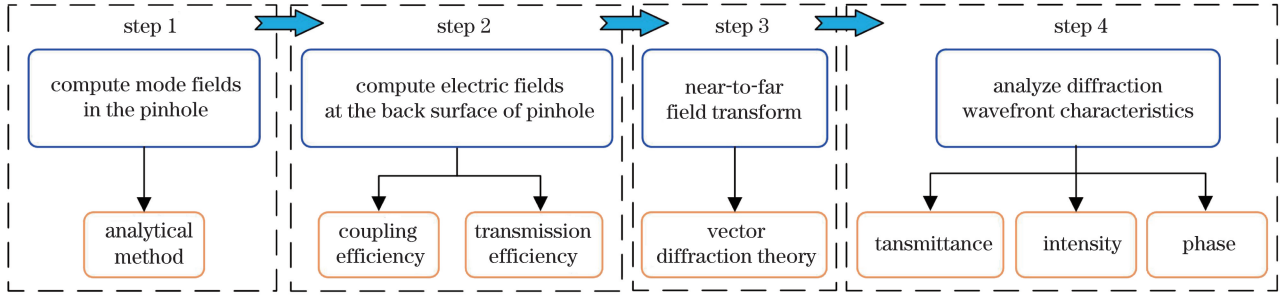 step 1
compute mode fields
in the pinhole
analytical
method
step 2
compute electric fields
at the back surface of pinhole
coupling
efficiency
transmission
efficiency
step 3
near-to-far
field transform
vector
diffraction theory
step 4
analyze diffraction
wavefront characteristics
tansmittance
intensity
phase